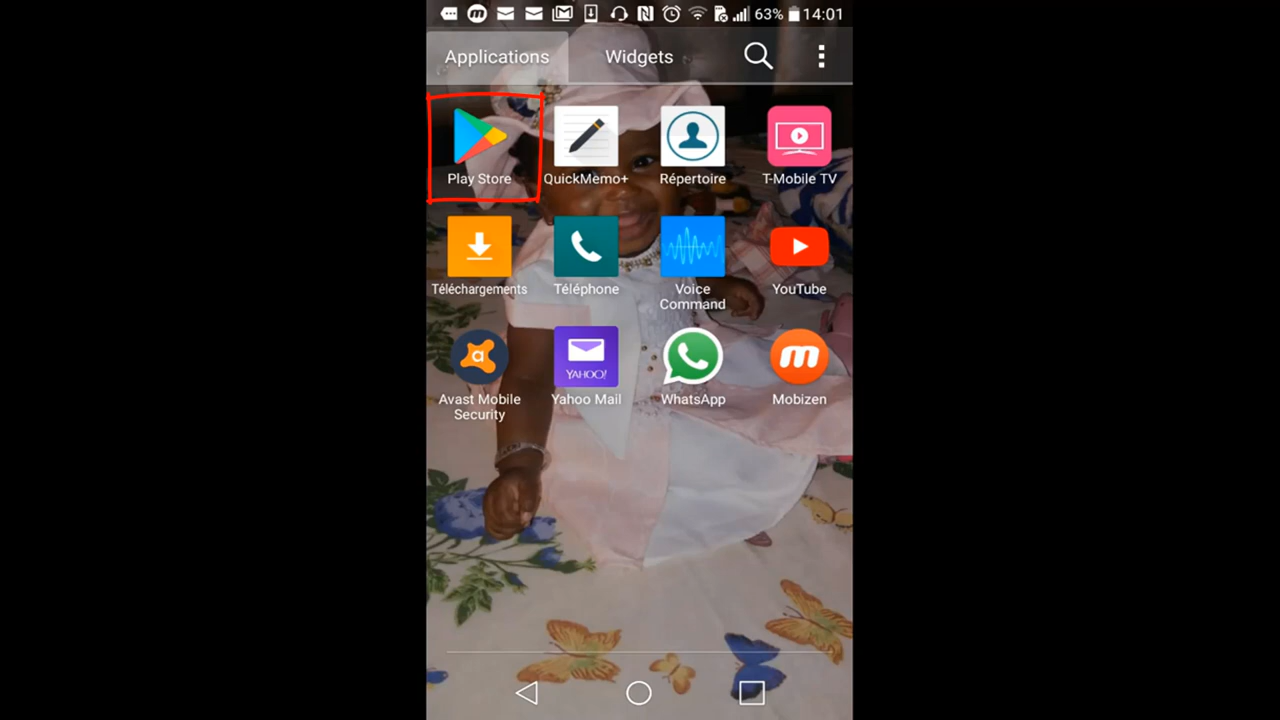 63% 14:01
Applications Widgets
Play Store QuickMemo+ Répertoire T-Mobile TV
Téléchargements Téléphone Voice Command YouTube
YAHOO!
Avast Mobile Security Yahoo Mail WhatsApp Mobizen